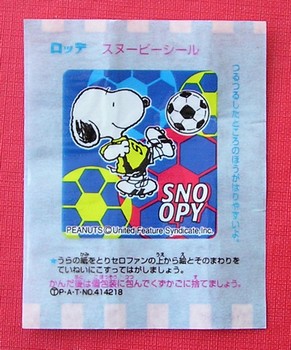 ロッテ スヌーピーシール
つるつるしたところのほうがはりやすいよ
SNO
OPY
PEANUTS © United Feature Syndicate, Inc.
★うらの紙をとりセロファンの上から絵とそのまわりを
ていねいにこすってはがしましょう。
かんだ後は個包装に包んでくずかごに捨てましょう。
Ⓣ P・A・T・NO.414218